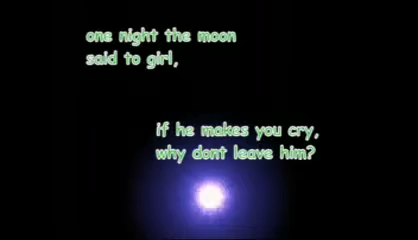 one night the moon
said to girl,
if he makes you cry,
why dont leave him?